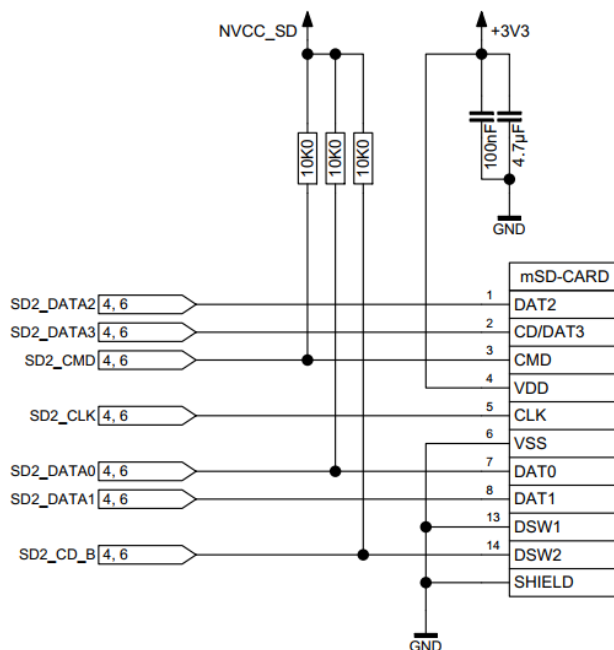 NVCC_SD
+3V3
10K0
10K0
10K0
100nF
4.7µF
GND
mSD-CARD
SD2_DATA2 4, 6 1 DAT2
SD2_DATA3 4, 6 2 CD/DAT3
SD2_CMD 4, 6 3 CMD
4 VDD
SD2_CLK 4, 6 5 CLK
6 VSS
SD2_DATA0 4, 6 7 DAT0
SD2_DATA1 4, 6 8 DAT1
13 DSW1
SD2_CD_B 4, 6 14 DSW2
SHIELD
GND